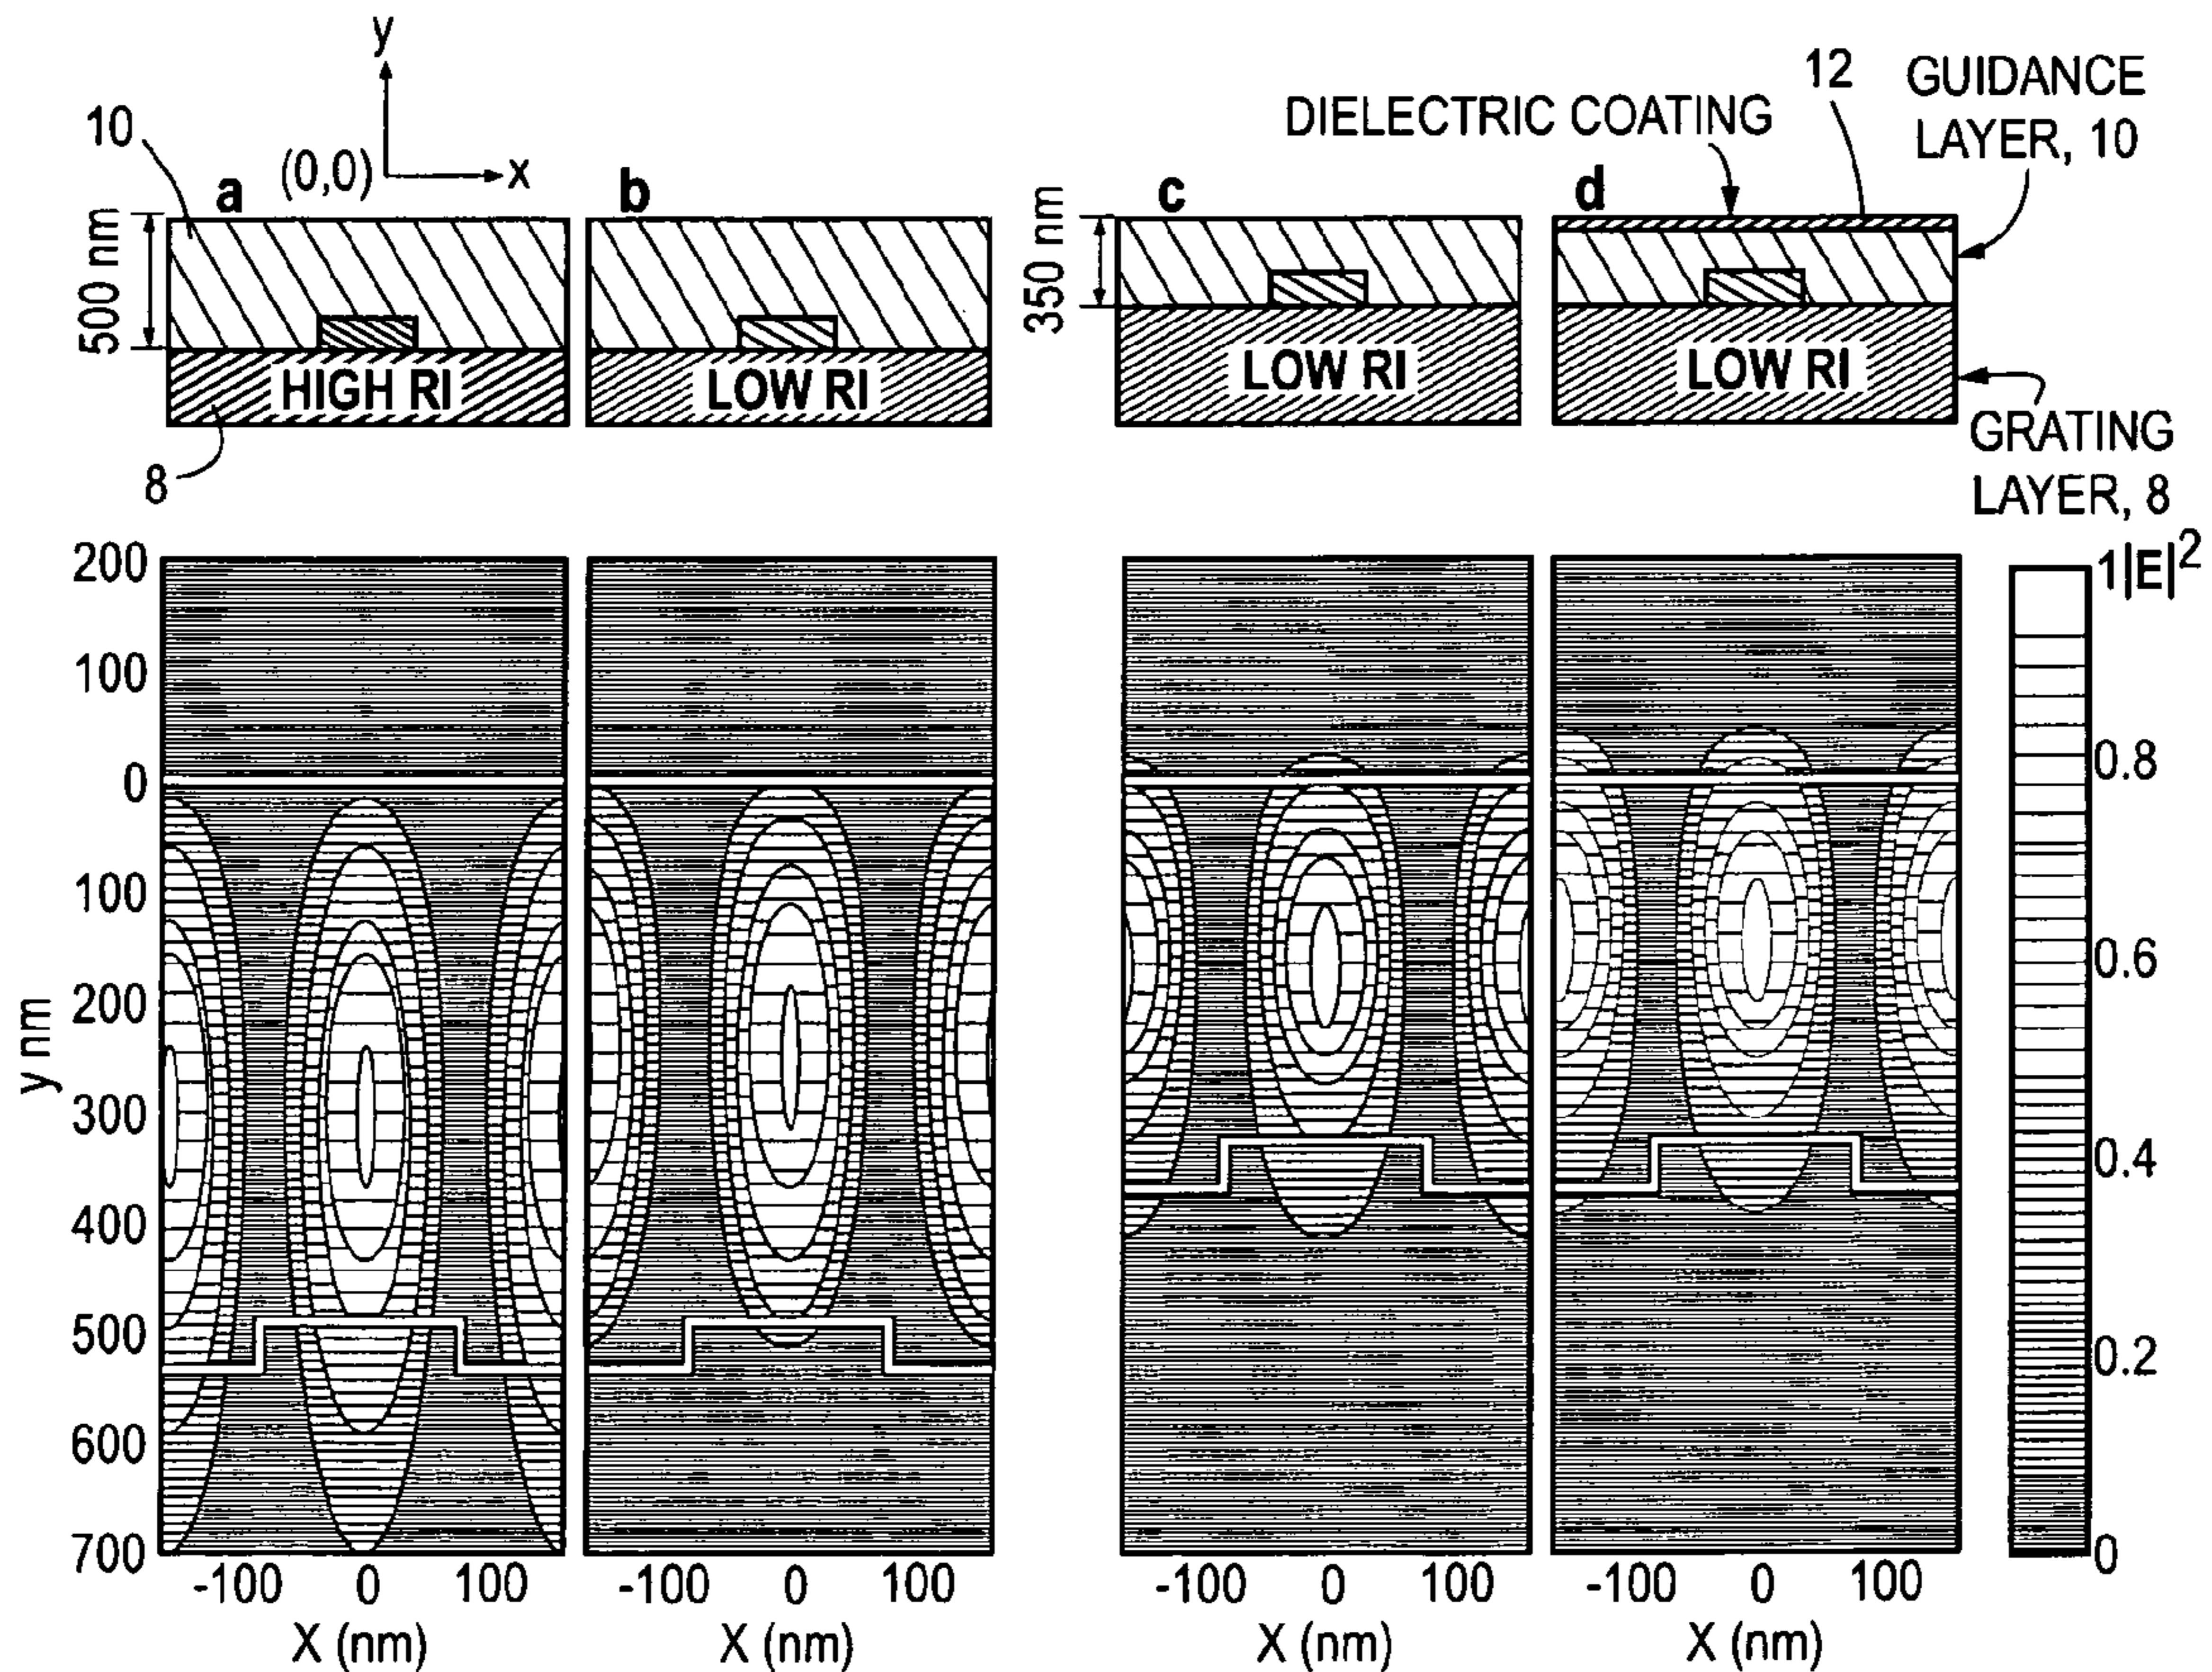 y
10
(0,0)
x
a
b
c
d
500 nm
350 nm
DIELECTRIC COATING
12
GUIDANCE
LAYER, 10
HIGH RI
LOW RI
LOW RI
LOW RI
8
GRATING
LAYER, 8
200
100
0
100
200
300
400
500
600
700
y nm
1|E|²
0.8
0.6
0.4
0.2
0
-100 0 100
-100 0 100
-100 0 100
-100 0 100
X (nm)
X (nm)
X (nm)
X (nm)